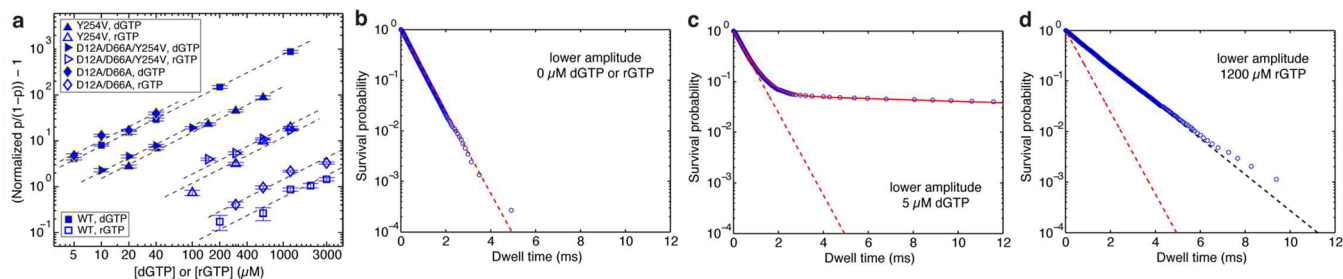 a
(Normalized p/(1−p)) − 1
10³
10²
10¹
10⁰
10⁻¹
Y254V, dGTP
Y254V, rGTP
D12A/D66A/Y254V, dGTP
D12A/D66A/Y254V, rGTP
D12A/D66A, dGTP
D12A/D66A, rGTP
WT, dGTP
WT, rGTP
5 10 20 40 100 200 400 1200 3000
[dGTP] or [rGTP] (µM)
b
Survival probability
10⁰
10⁻¹
10⁻²
10⁻³
10⁻⁴
lower amplitude
0 µM dGTP or rGTP
0 2 4 6 8 10 12
Dwell time (ms)
c
Survival probability
10⁰
10⁻¹
10⁻²
10⁻³
10⁻⁴
lower amplitude
5 µM dGTP
0 2 4 6 8 10 12
Dwell time (ms)
d
Survival probability
10⁰
10⁻¹
10⁻²
10⁻³
10⁻⁴
lower amplitude
1200 µM rGTP
0 2 4 6 8 10 12
Dwell time (ms)